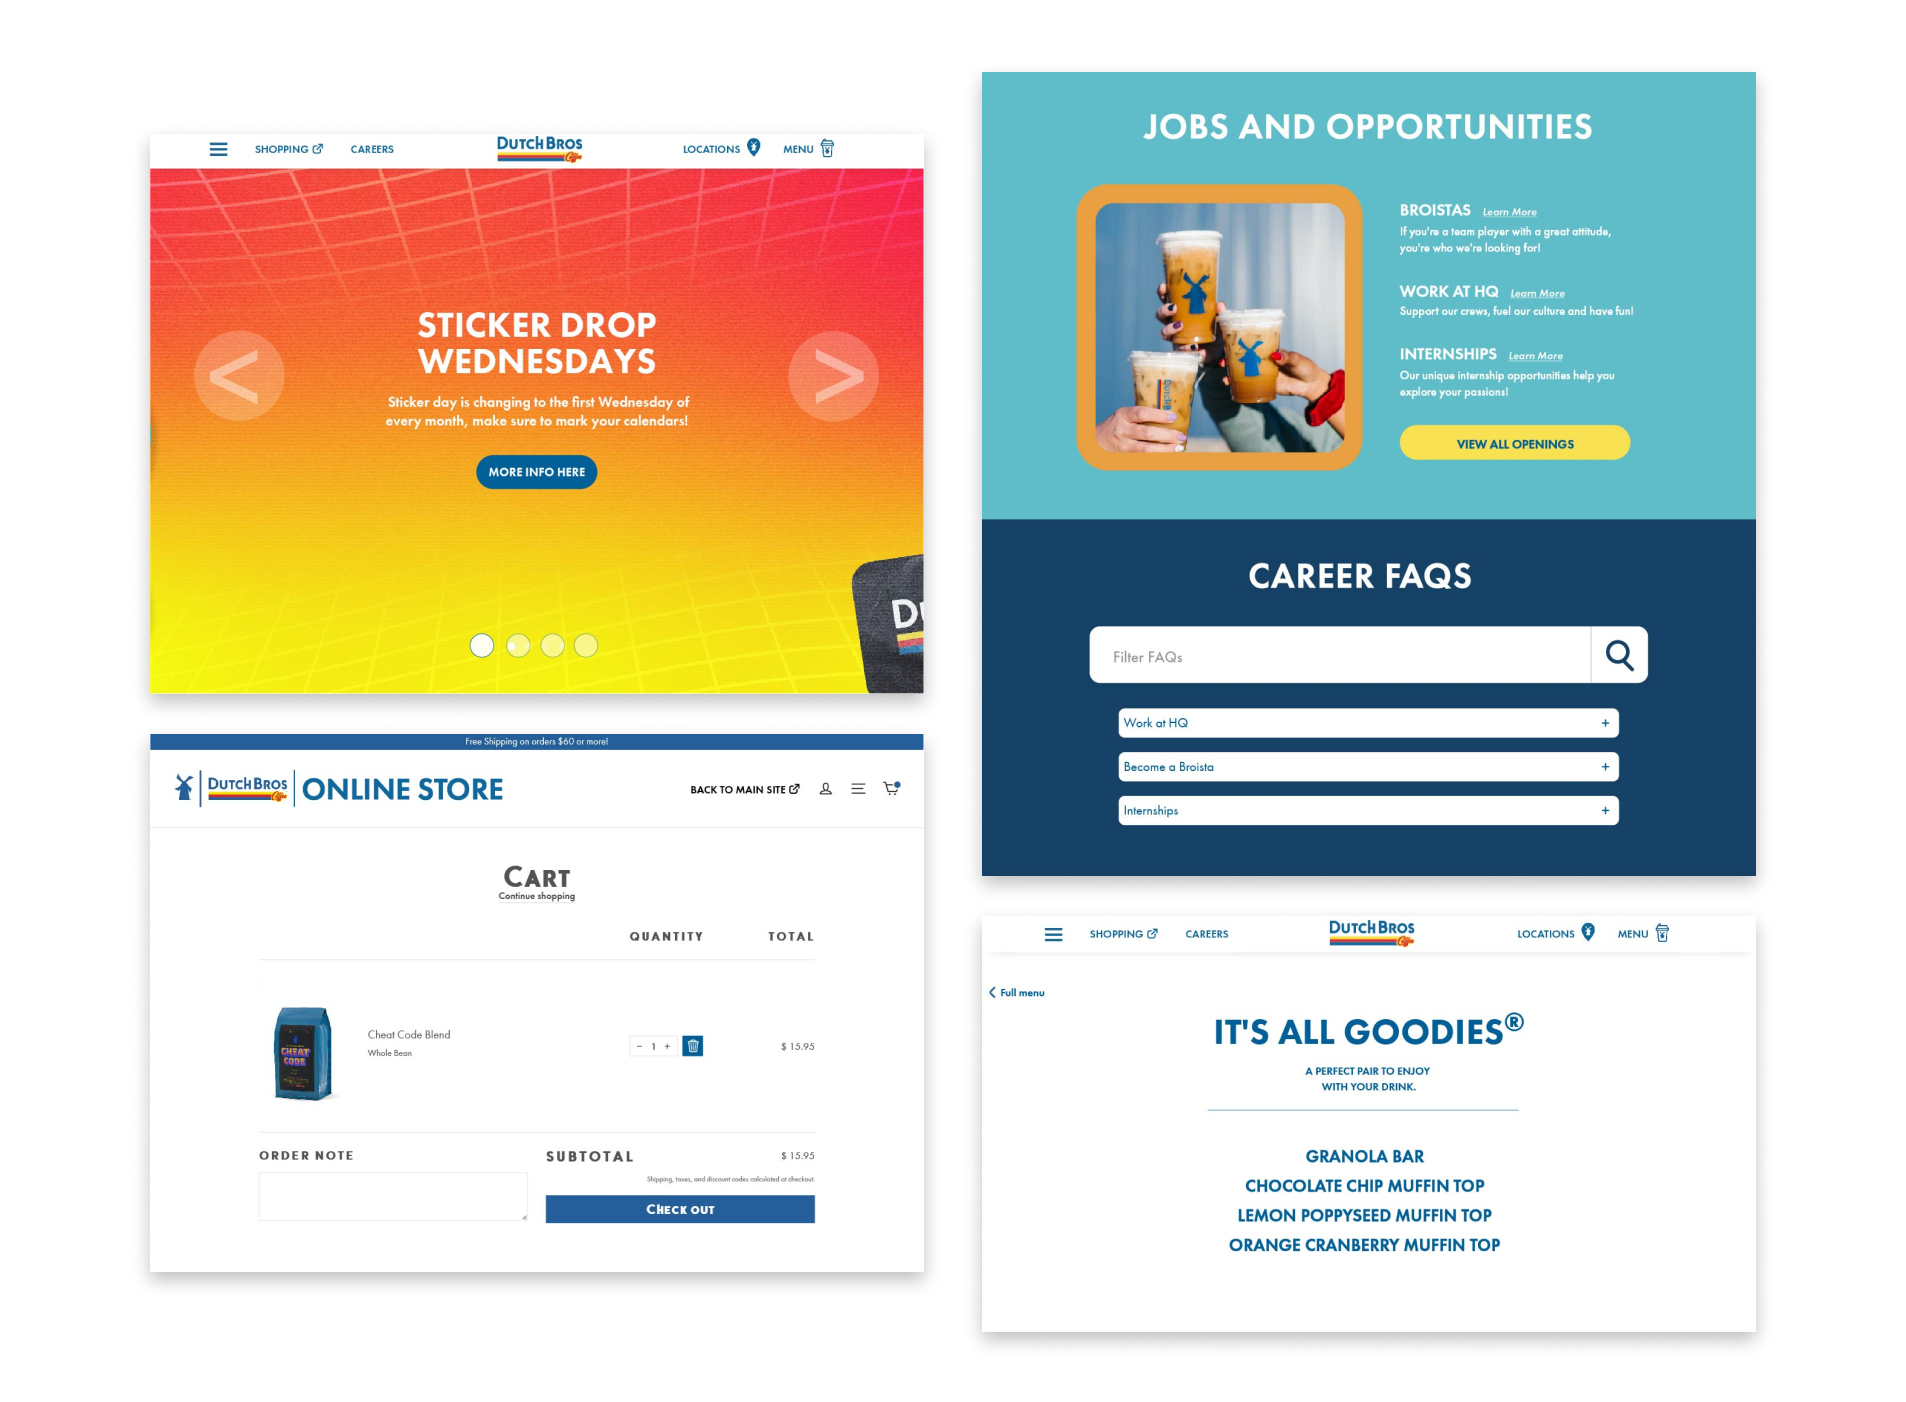 SHOPPING
CAREERS
DUTCH BROS
Coffee
LOCATIONS
MENU
STICKER DROP
WEDNESDAYS
<
>
Sticker day is changing to the first Wednesday of
every month, make sure to mark your calendars!
MORE INFO HERE
Free Shipping on orders $60 or more!
DUTCH BROS
Coffee
ONLINE STORE
BACK TO MAIN SITE
CART
Continue shopping
QUANTITY
TOTAL
CHEAT
CODE
Cheat Code Blend
Whole Bean
− 1 +
$ 15.95
ORDER NOTE
SUBTOTAL
$ 15.95
Shipping, taxes, and discount codes calculated at checkout.
CHECK OUT
JOBS AND OPPORTUNITIES
BROISTAS Learn More
If you're a team player with a great attitude,
you're who we're looking for!
WORK AT HQ Learn More
Support our crews, fuel our culture and have fun!
INTERNSHIPS Learn More
Our unique internship opportunities help you
explore your passions!
VIEW ALL OPENINGS
CAREER FAQS
Filter FAQs
Work at HQ +
Become a Broista +
Internships +
SHOPPING
CAREERS
DUTCH BROS
Coffee
LOCATIONS
MENU
Full menu
IT'S ALL GOODIES®
A PERFECT PAIR TO ENJOY
WITH YOUR DRINK.
GRANOLA BAR
CHOCOLATE CHIP MUFFIN TOP
LEMON POPPYSEED MUFFIN TOP
ORANGE CRANBERRY MUFFIN TOP